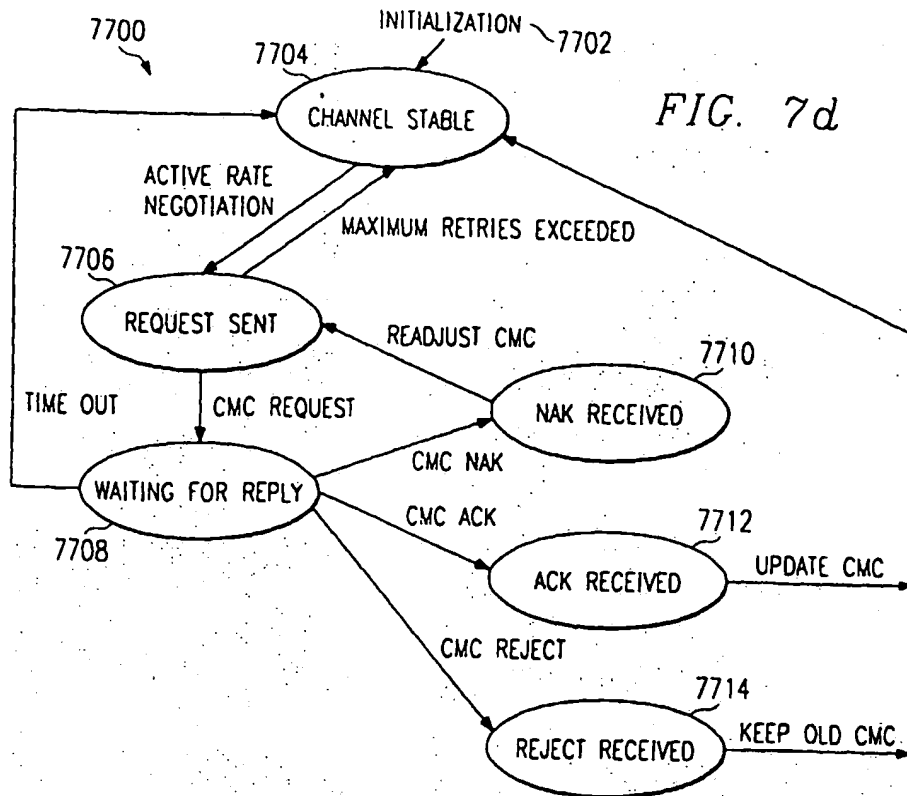 7700
INITIALIZATION
7702
7704
CHANNEL STABLE
FIG. 7d
ACTIVE RATE
NEGOTIATION
MAXIMUM RETRIES EXCEEDED
7706
REQUEST SENT
READJUST CMC
7710
NAK RECEIVED
TIME OUT
CMC REQUEST
CMC NAK
WAITING FOR REPLY
7708
CMC ACK
7712
ACK RECEIVED
UPDATE CMC
CMC REJECT
7714
REJECT RECEIVED
KEEP OLD CMC